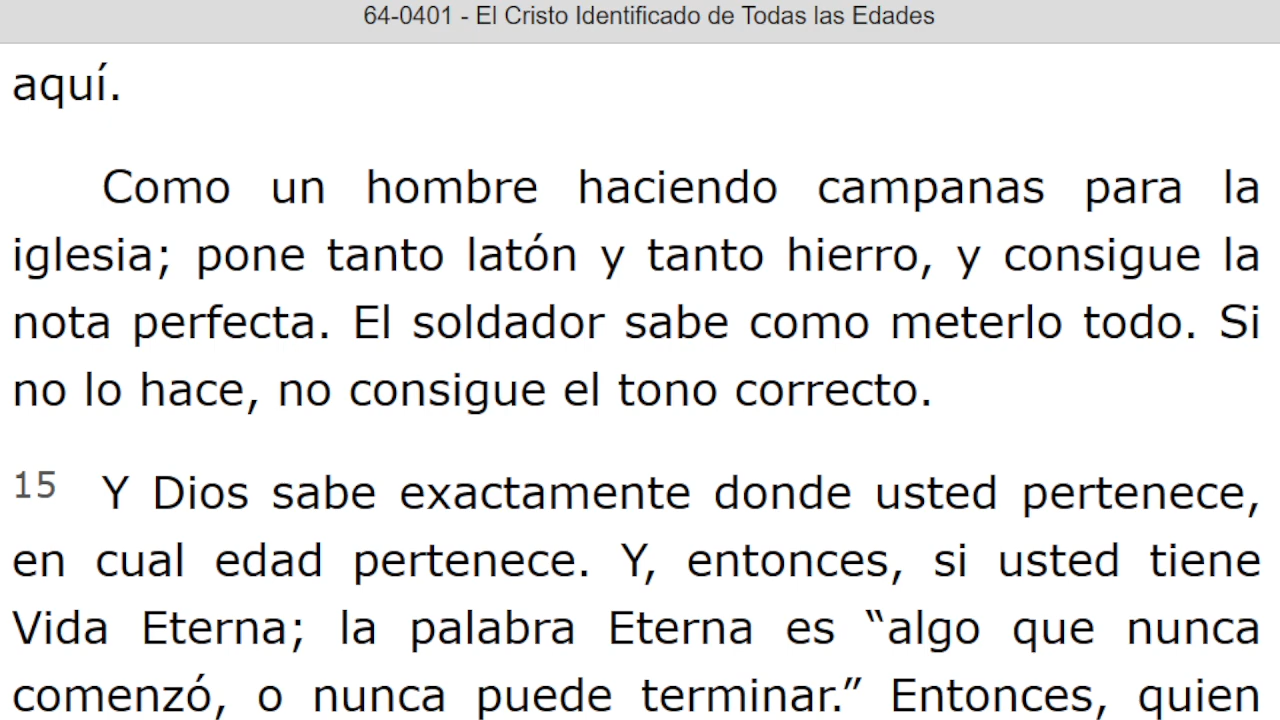 64-0401 - El Cristo Identificado de Todas las Edades
aquí.
Como un hombre haciendo campanas para la
iglesia; pone tanto latón y tanto hierro, y consigue la
nota perfecta. El soldador sabe como meterlo todo. Si
no lo hace, no consigue el tono correcto.
15 Y Dios sabe exactamente donde usted pertenece,
en cual edad pertenece. Y, entonces, si usted tiene
Vida Eterna; la palabra Eterna es “algo que nunca
comenzó, o nunca puede terminar.” Entonces, quien